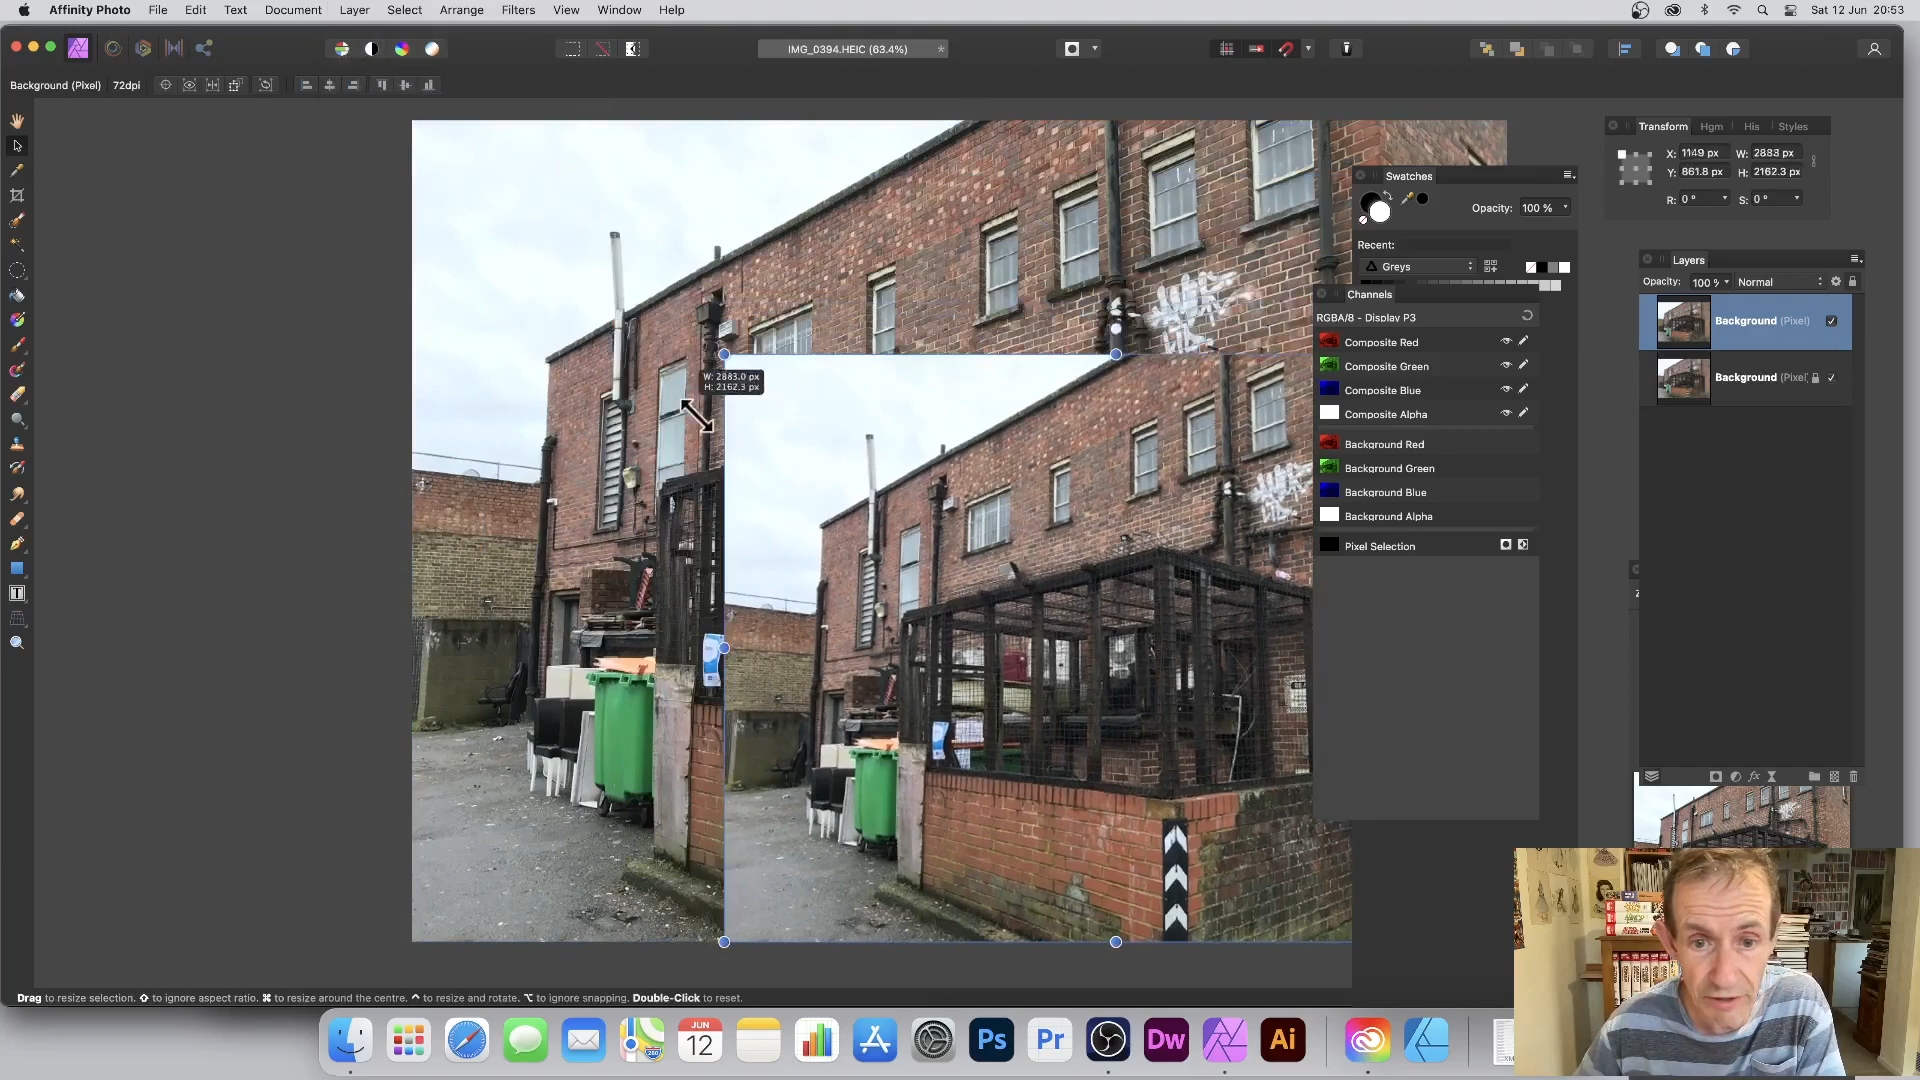 Affinity Photo File Edit Text Document Layer Select Arrange Filters View Window Help Sat 12 Jun 20:53
IMG_0394.HEIC (63.4%) *
Background (Pixel) 72dpi
Transform Hgm His Styles
X: 1149 px W: 2883 px
Y: 861.8 px H: 2162.3 px
R: 0 ° S: 0 °
Swatches
Opacity: 100 %
Recent:
Greys
Channels
RGBA/8 - Display P3
Composite Red
Composite Green
Composite Blue
Composite Alpha
Background Red
Background Green
Background Blue
Background Alpha
Pixel Selection
Layers
Opacity: 100 % Normal
Background (Pixel)
Background (Pixel)
W: 2883.0 px
H: 2162.3 px
Drag to resize selection. ⇧ to ignore aspect ratio. ⌘ to resize around the centre. ^ to resize and rotate. ⌥ to ignore snapping. Double-Click to reset.
JUN
12
280
Ps Pr Dw Ai